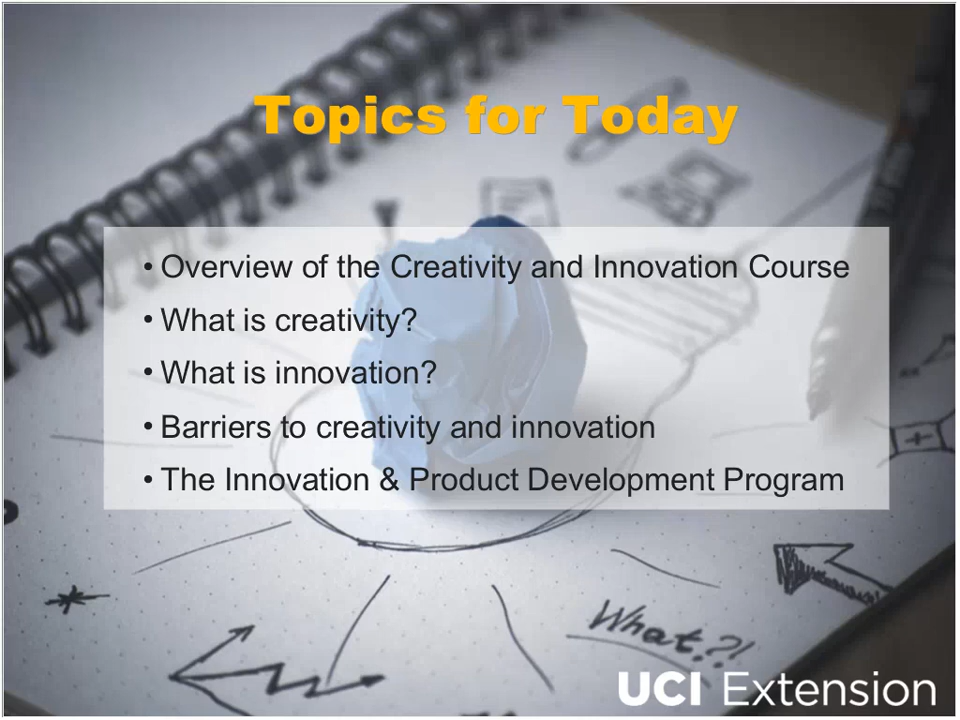 Topics for Today
• Overview of the Creativity and Innovation Course
• What is creativity?
• What is innovation?
• Barriers to creativity and innovation
• The Innovation & Product Development Program
What?!
UCI Extension